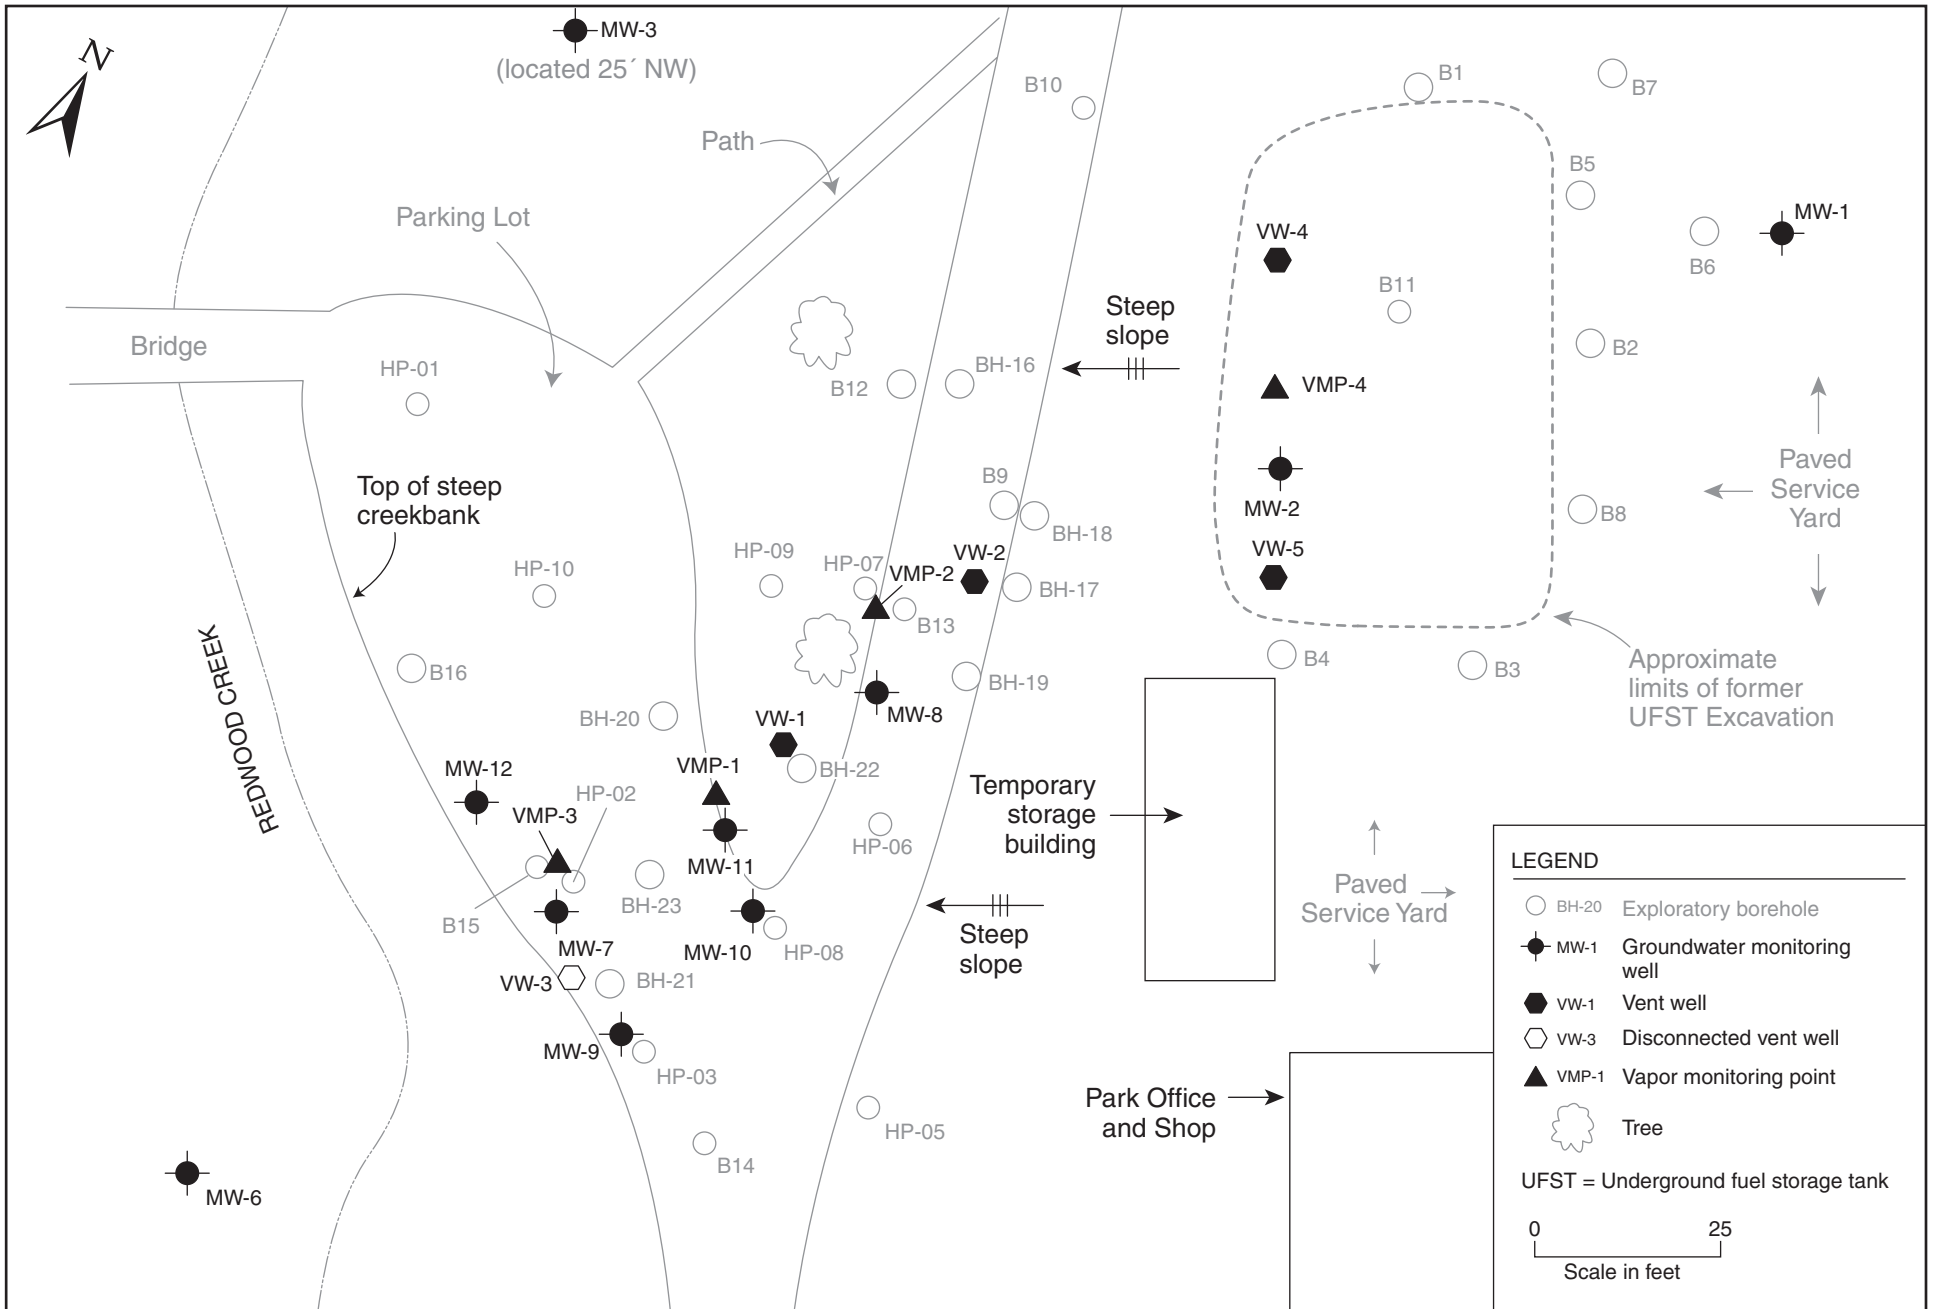 N
MW-3
(located 25´ NW)
B10
B1
B7
Path
B5
Parking Lot
MW-1
VW-4
B6
B11
Steep
slope
Bridge
B2
HP-01
BH-16
B12
VMP-4
Paved
Service
Yard
Top of steep
creekbank
B9
MW-2
B8
BH-18
HP-09
VW-2
VW-5
HP-07
VMP-2
HP-10
BH-17
B13
REDWOOD CREEK
B16
B4
B3
Approximate
limits of former
UFST Excavation
BH-19
BH-20
VW-1
MW-8
MW-12
VMP-1
BH-22
HP-02
Temporary
storage
building
VMP-3
HP-06
MW-11
BH-23
B15
Paved
Service Yard
MW-7
MW-10
HP-08
Steep
slope
VW-3
BH-21
MW-9
HP-03
Park Office
and Shop
HP-05
B14
MW-6
LEGEND
BH-20 Exploratory borehole
MW-1 Groundwater monitoring
well
VW-1 Vent well
VW-3 Disconnected vent well
VMP-1 Vapor monitoring point
Tree
UFST = Underground fuel storage tank
0 25
Scale in feet